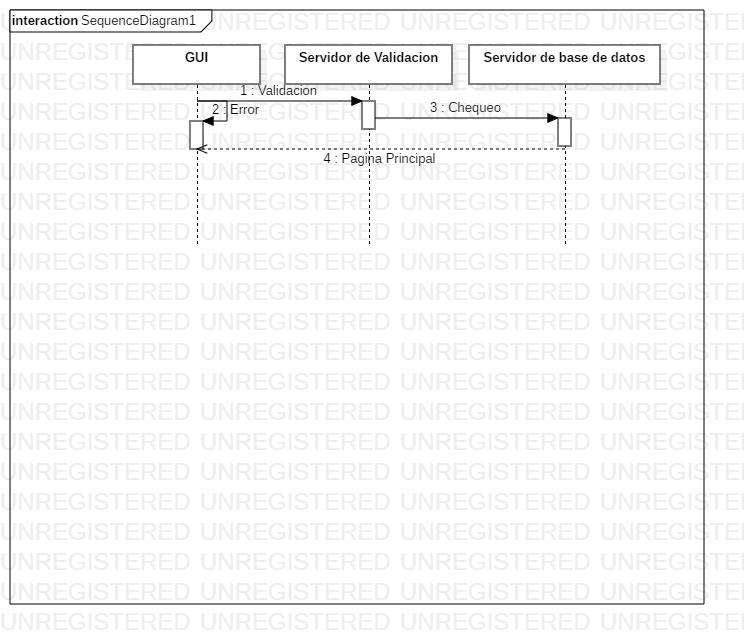 interaction SequenceDiagram1
GUI
Servidor de Validacion
Servidor de base de datos
1 : Validacion
2 : Error
3 : Chequeo
4 : Pagina Principal
UNREGISTERED UNREGISTERED UNREGISTERED UNREGISTERED